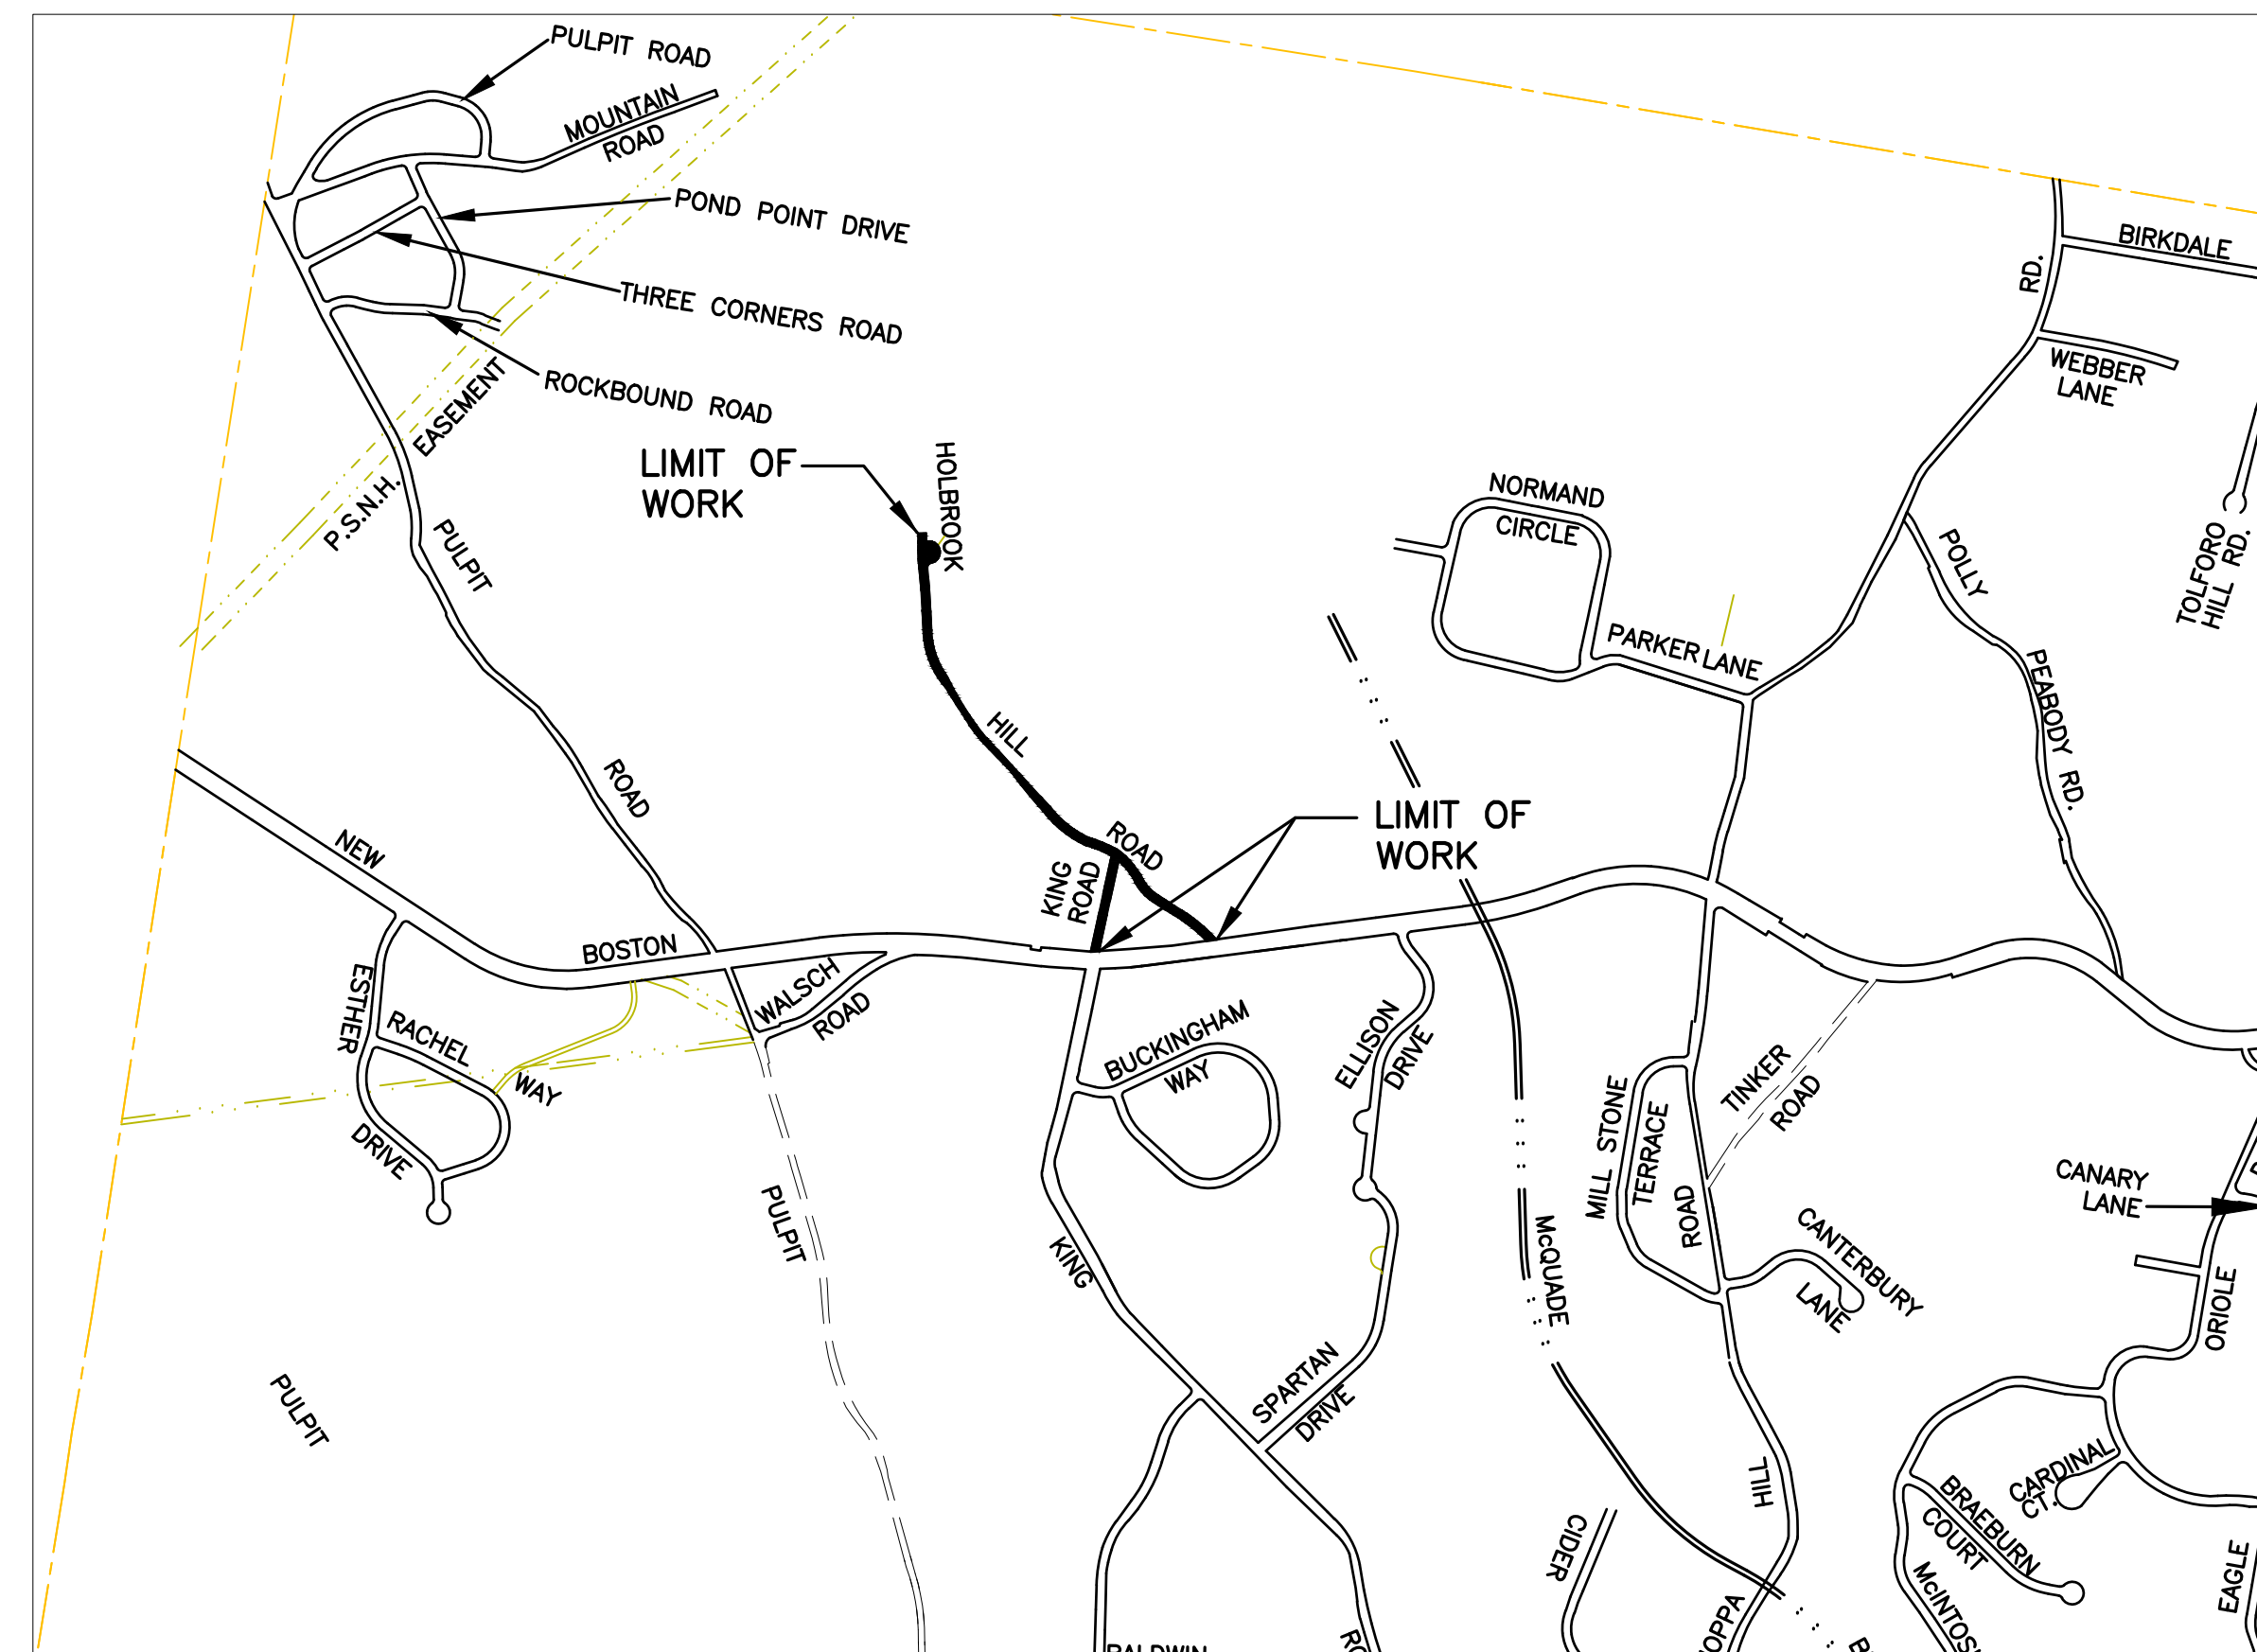 PULPIT ROAD
MOUNTAIN
ROAD
POND POINT DRIVE
THREE CORNERS ROAD
ROCKBOUND ROAD
P.S.N.H.
EASEMENT
LIMIT OF
WORK
HOLBROOK
HILL
ROAD
KING
ROAD
LIMIT OF
WORK
PULPIT
ROAD
NEW
BOSTON
NORMAND
CIRCLE
PARKER LANE
RD.
BIRKDALE
WEBBER
LANE
TOLFORD
HILL RD.
POLLY
PEABODY RD.
ESTHER
DRIVE
RACHEL
WAY
WALSCH
ROAD
PULPIT
PULPIT
BUCKINGHAM
WAY
ELLISON
DRIVE
KING
SPARTAN
DRIVE
McQUADE
MILL STONE
TERRACE
ROAD
TINKER
ROAD
CANTERBURY
LANE
CANARY
LANE
ORIOLE
HILL
CARDINAL
CT.
BRAEBURN
COURT
CIDER
EAGLE
BALDWIN